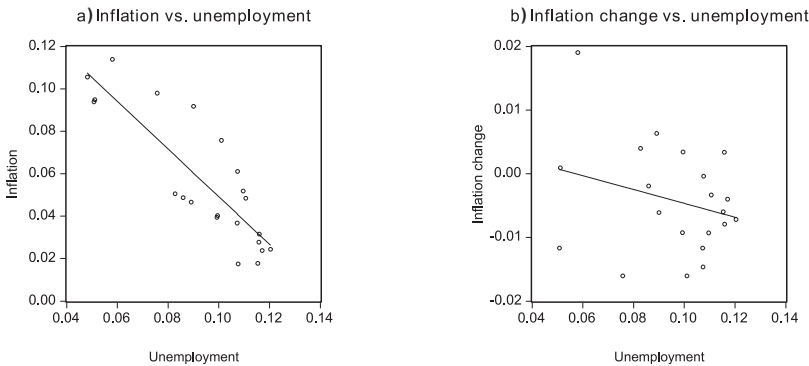 a) Inflation vs. unemployment
0.12
0.10
0.08
0.06
0.04
0.02
0.00
Inflation
0.04 0.06 0.08 0.10 0.12 0.14
Unemployment
b) Inflation change vs. unemployment
0.02
0.01
0.00
-0.01
-0.02
Inflation change
0.04 0.06 0.08 0.10 0.12 0.14
Unemployment